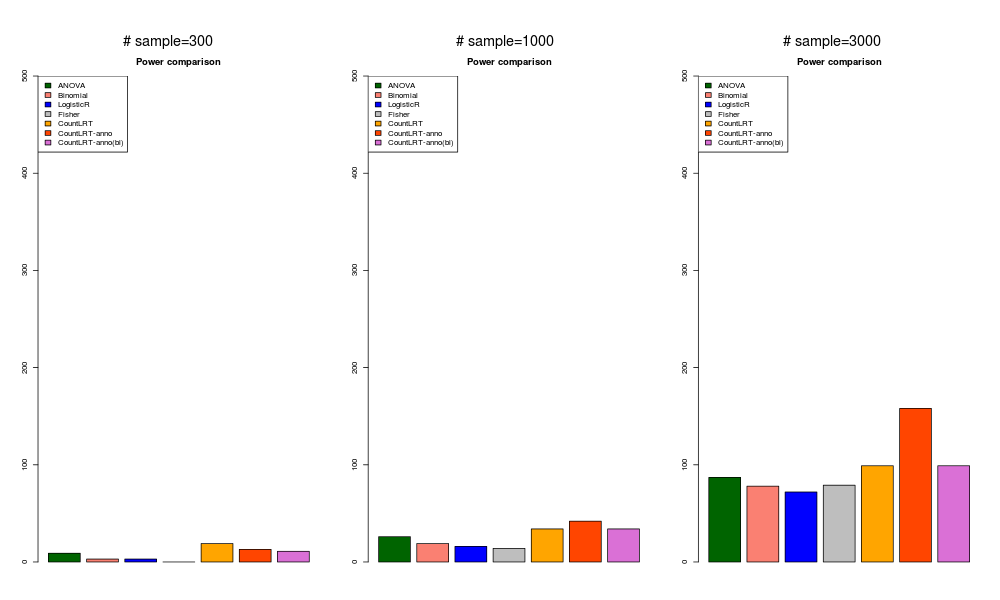 # sample=300
Power comparison
500
400
300
200
100
0
ANOVA
Binomial
LogisticR
Fisher
CountLRT
CountLRT-anno
CountLRT-anno(bl)
# sample=1000
Power comparison
500
400
300
200
100
0
ANOVA
Binomial
LogisticR
Fisher
CountLRT
CountLRT-anno
CountLRT-anno(bl)
# sample=3000
Power comparison
500
400
300
200
100
0
ANOVA
Binomial
LogisticR
Fisher
CountLRT
CountLRT-anno
CountLRT-anno(bl)